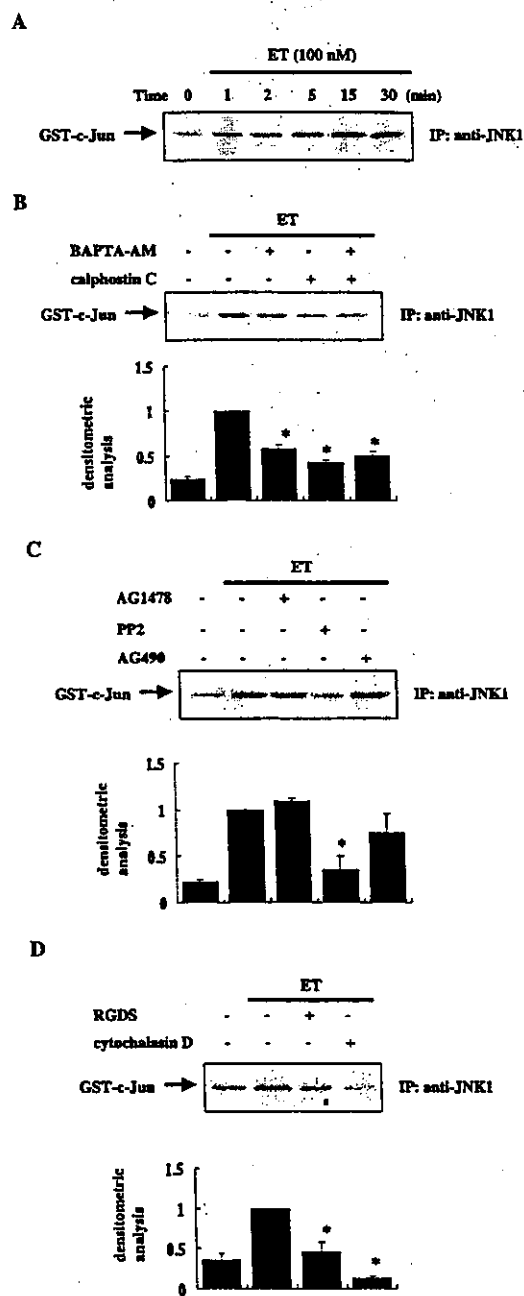 A
ET (100 nM)
Time 0 1 2 5 15 30 (min)
GST-c-Jun IP: anti-JNK1
B
ET
BAPTA-AM - - + - +
calphostin C - - - + +
GST-c-Jun IP: anti-JNK1
1.5
1
0.5
0
densitometric analysis
* * *
C
ET
AG1478 - - + - -
PP2 - - - + -
AG490 - - - - +
GST-c-Jun IP: anti-JNK1
1.5
1
0.5
0
densitometric analysis
*
D
ET
RGDS - - + -
cytochalasin D - - - +
GST-c-Jun IP: anti-JNK1
1.5
1
0.5
0
densitometric analysis
* *